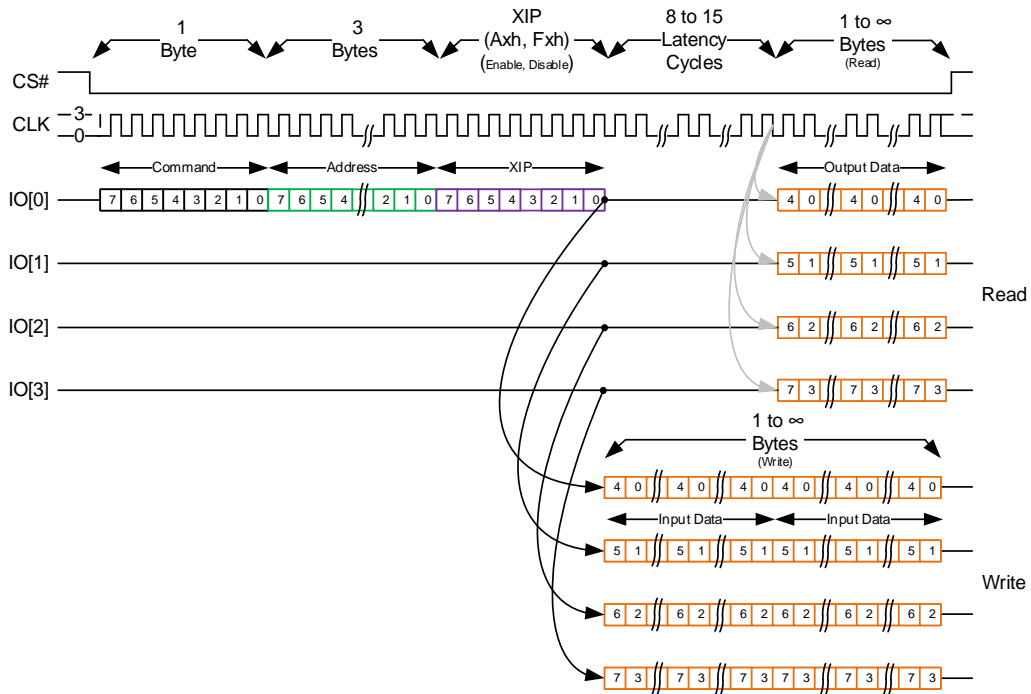 1
Byte
3
Bytes
XIP
(Axh, Fxh)
(Enable, Disable)
8 to 15
Latency
Cycles
1 to ∞
Bytes
(Read)
CS#
CLK
3
0
Command
Address
XIP
Output Data
IO[0]
7 6 5 4 3 2 1 0 7 6 5 4 2 1 0 7 6 5 4 3 2 1 0
4 0 4 0 4 0
IO[1]
5 1 5 1 5 1
Read
IO[2]
6 2 6 2 6 2
IO[3]
7 3 7 3 7 3
1 to ∞
Bytes
(Write)
4 0 4 0 4 0 4 0 4 0 4 0
Input Data
Input Data
5 1 5 1 5 1 5 1 5 1 5 1
Write
6 2 6 2 6 2 6 2 6 2 6 2
7 3 7 3 7 3 7 3 7 3 7 3